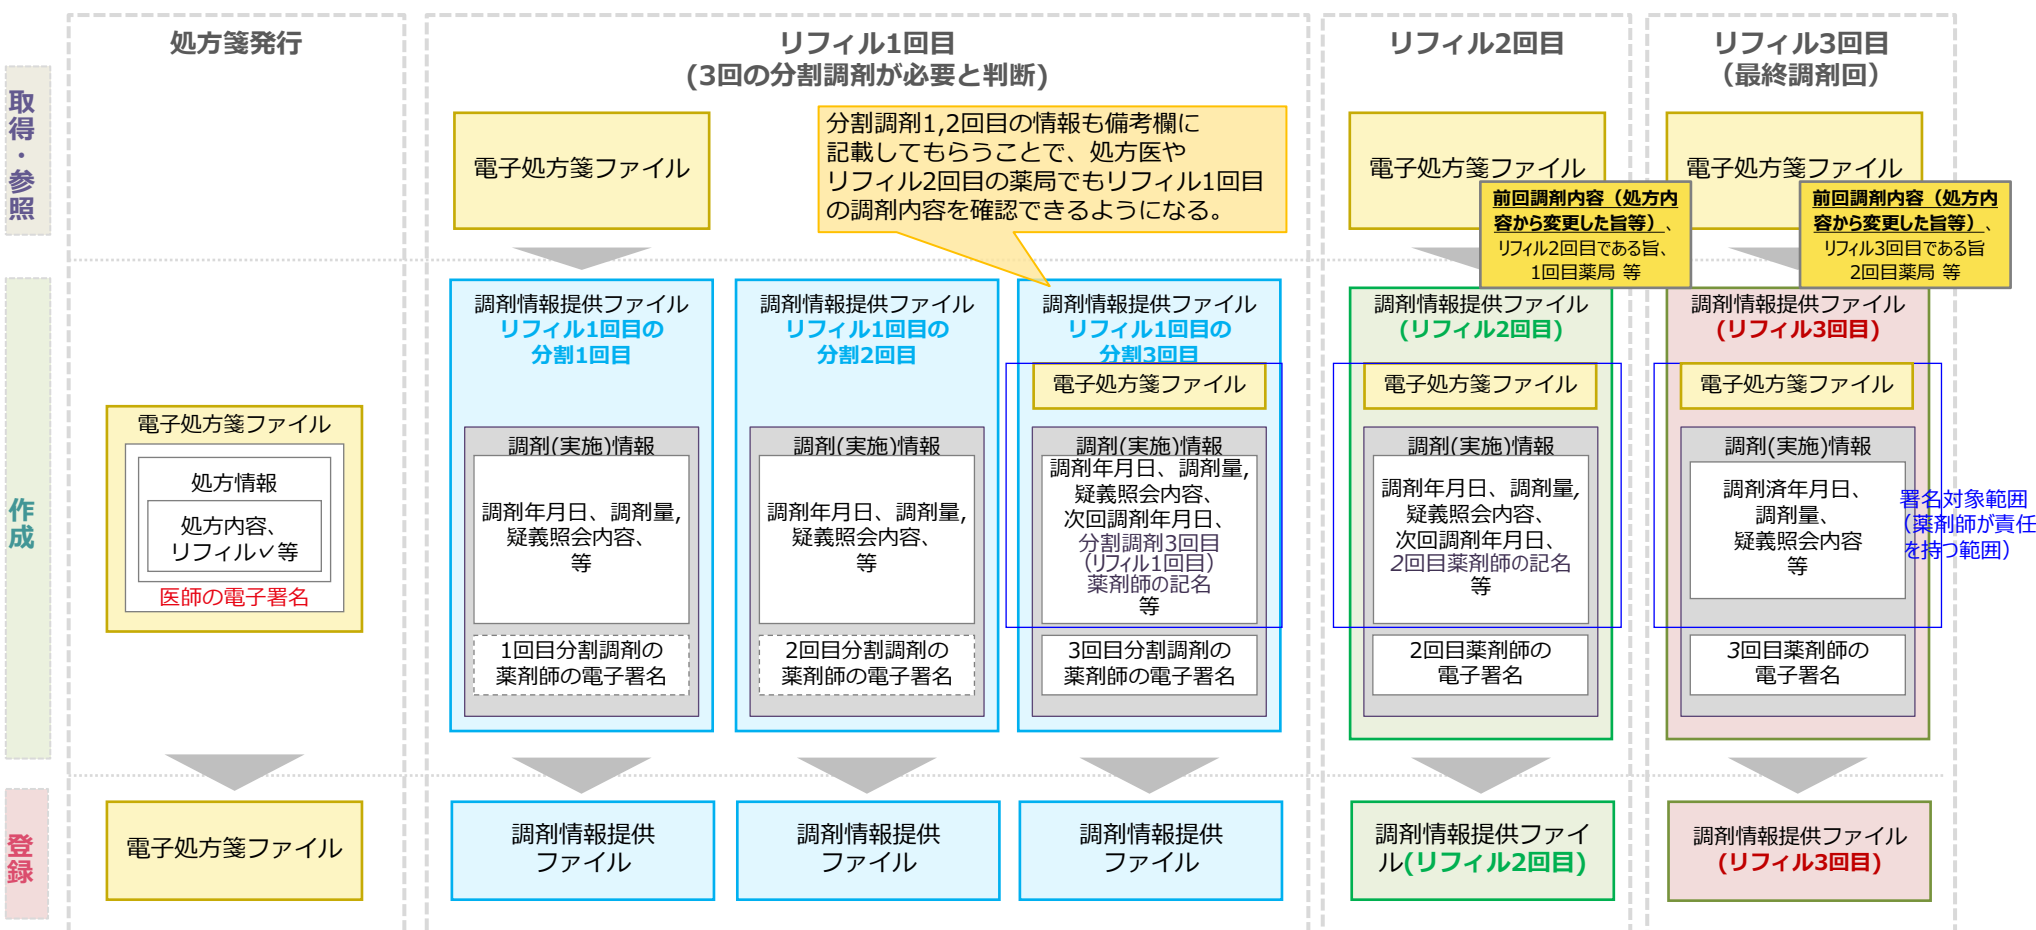 処方箋発行
リフィル1回目
(3回の分割調剤が必要と判断)
リフィル2回目
リフィル3回目
（最終調剤回）
取得・参照
電子処方箋ファイル
分割調剤1,2回目の情報も備考欄に
記載してもらうことで、処方医や
リフィル2回目の薬局でもリフィル1回目
の調剤内容を確認できるようになる。
電子処方箋ファイル
前回調剤内容（処方内
容から変更した旨等）、
リフィル2回目である旨、
1回目薬局 等
電子処方箋ファイル
前回調剤内容（処方内
容から変更した旨等）、
リフィル3回目である旨
2回目薬局 等
作成
電子処方箋ファイル
処方情報
処方内容、
リフィル✓等
医師の電子署名
調剤情報提供ファイル
リフィル1回目の
分割1回目
調剤(実施)情報
調剤年月日、調剤量,
疑義照会内容、
等
1回目分割調剤の
薬剤師の電子署名
調剤情報提供ファイル
リフィル1回目の
分割2回目
調剤(実施)情報
調剤年月日、調剤量,
疑義照会内容、
等
2回目分割調剤の
薬剤師の電子署名
調剤情報提供ファイル
リフィル1回目の
分割3回目
電子処方箋ファイル
調剤(実施)情報
調剤年月日、調剤量,
疑義照会内容、
次回調剤年月日、
分割調剤3回目
（リフィル1回目）
薬剤師の記名
等
3回目分割調剤の
薬剤師の電子署名
調剤情報提供ファイル
(リフィル2回目)
電子処方箋ファイル
調剤(実施)情報
調剤年月日、調剤量,
疑義照会内容、
次回調剤年月日、
2回目薬剤師の記名
等
2回目薬剤師の
電子署名
調剤情報提供ファイル
(リフィル3回目)
電子処方箋ファイル
調剤(実施)情報
調剤済年月日、
調剤量、
疑義照会内容
等
3回目薬剤師の
電子署名
署名対象範囲
（薬剤師が責任
を持つ範囲）
登録
電子処方箋ファイル
調剤情報提供
ファイル
調剤情報提供
ファイル
調剤情報提供
ファイル
調剤情報提供ファイ
ル(リフィル2回目)
調剤情報提供ファイル
(リフィル3回目)